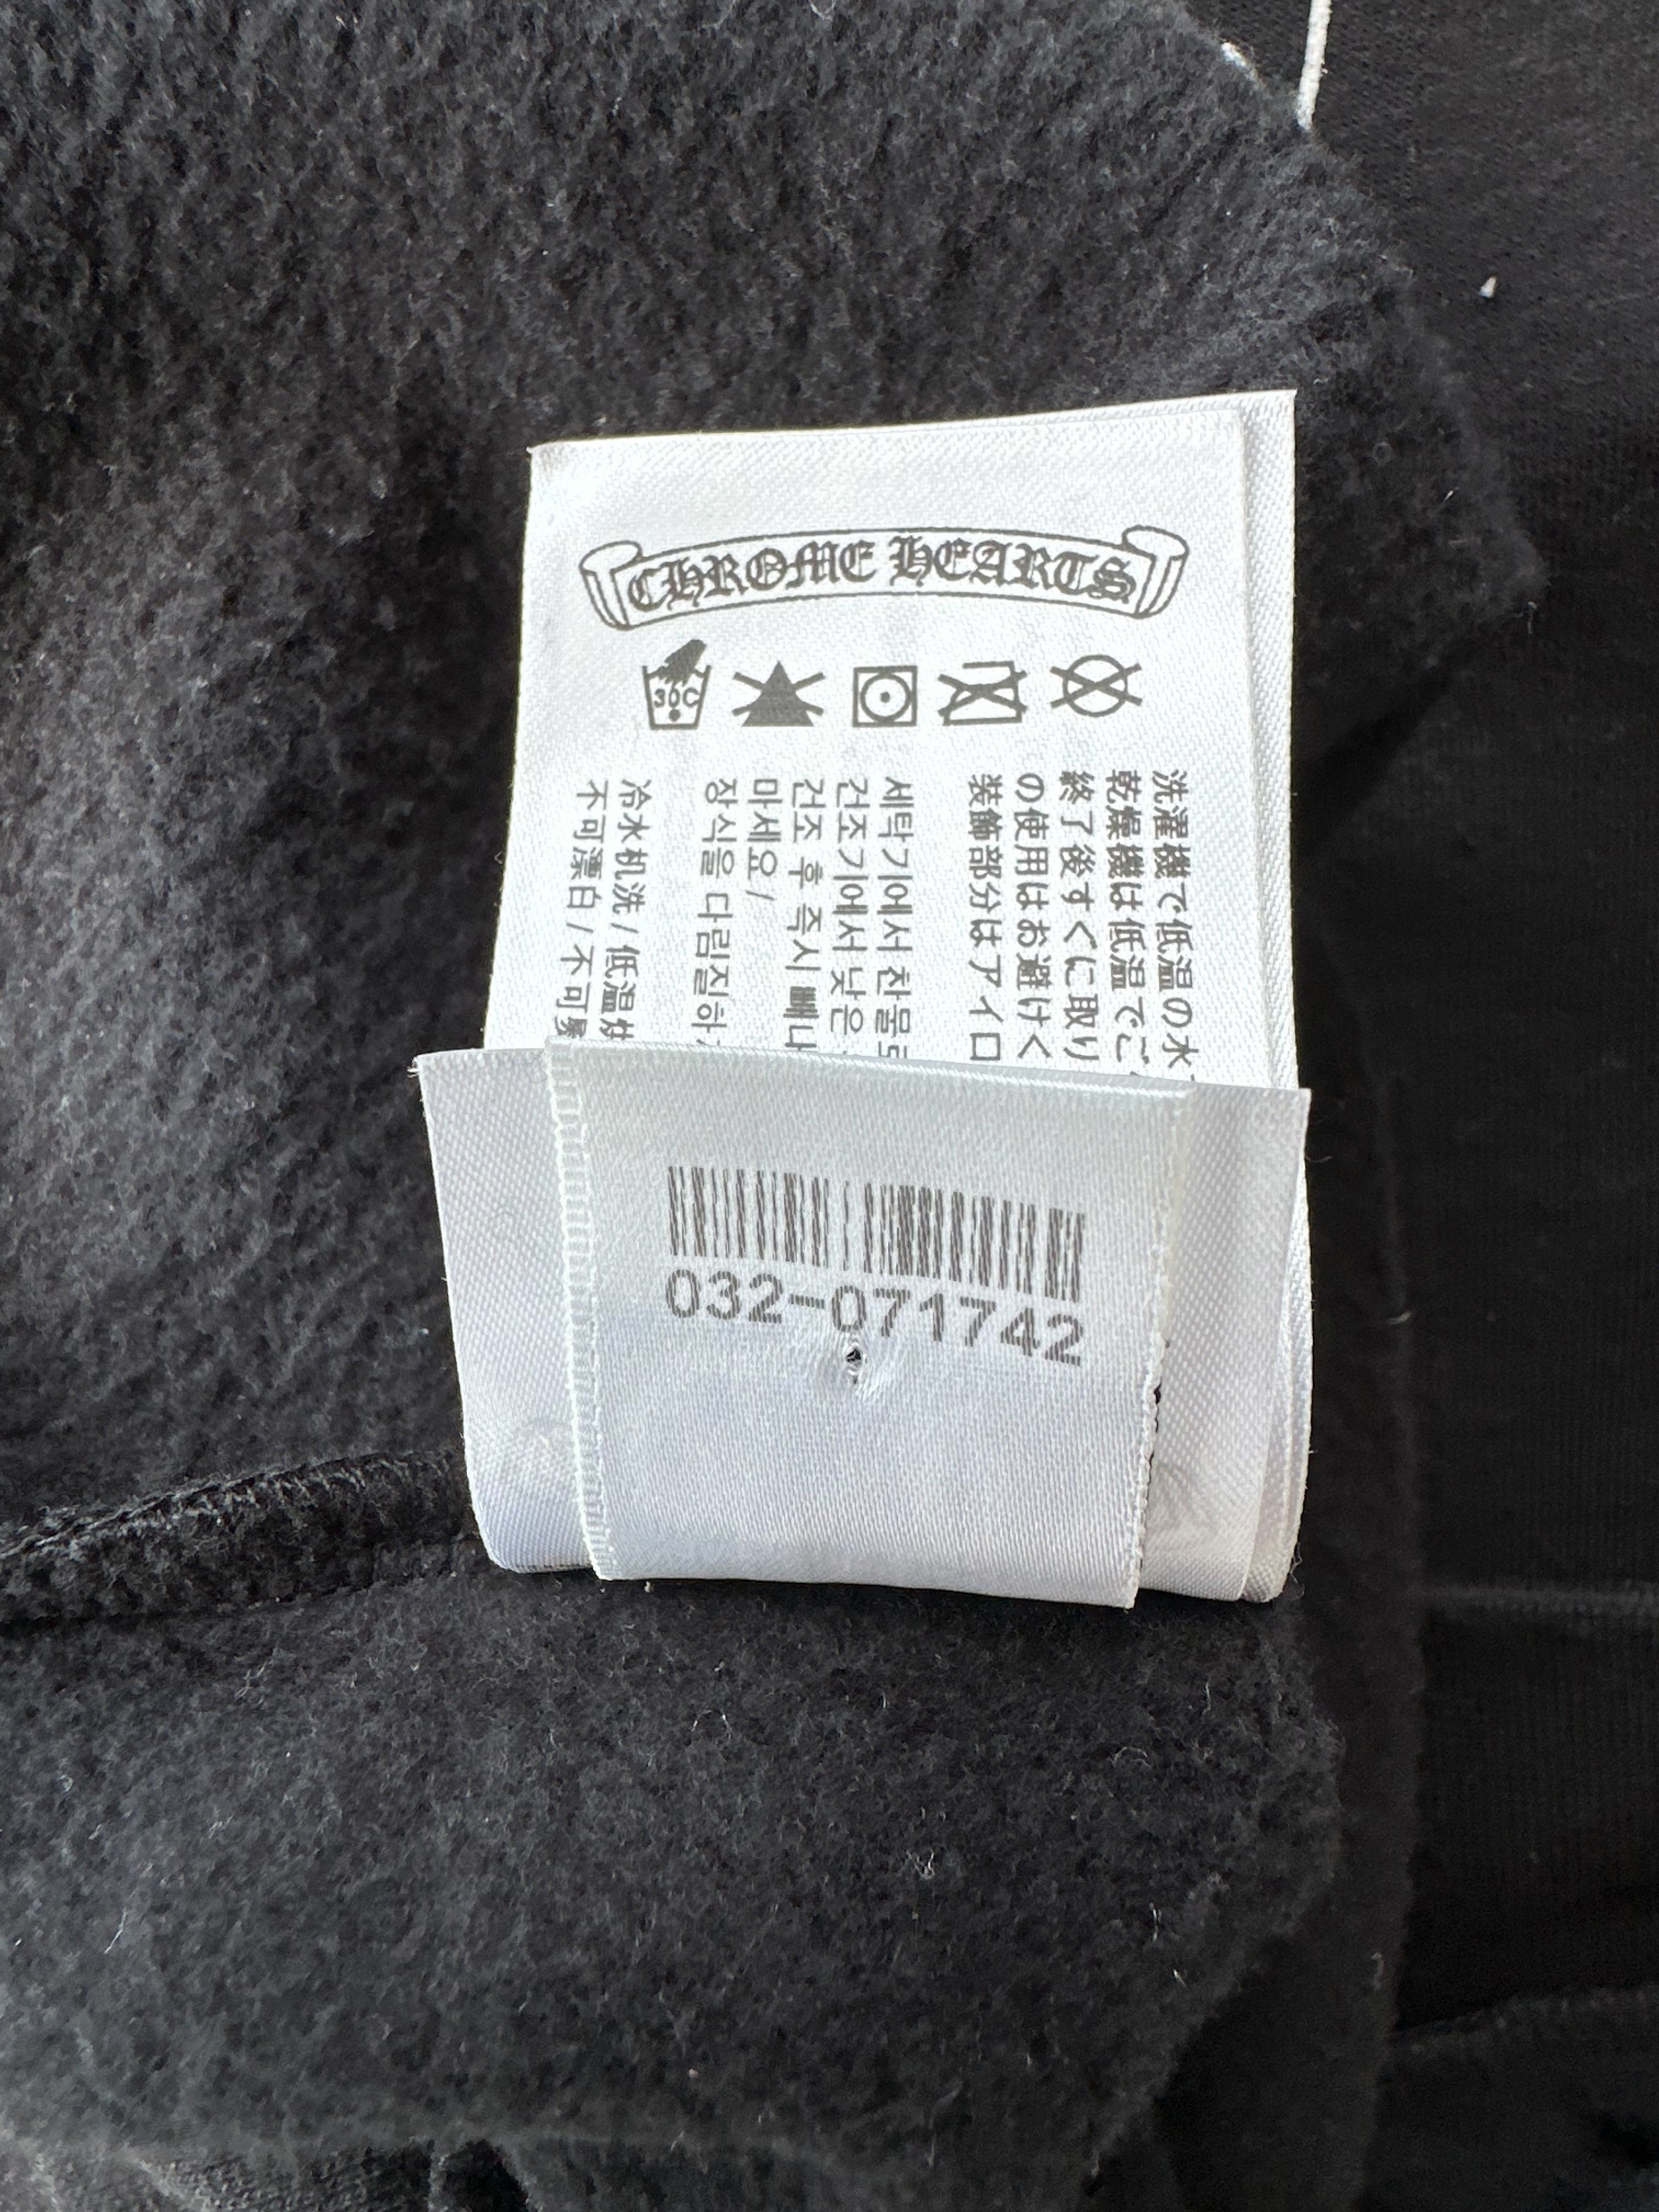 CHROME HEARTS
30C
洗濯機で低温の水
乾燥機は低温でご
終了後すぐに取り
の使用はお避けく
装飾部分はアイロ
세탁기에서 찬물
건조기에서 낮은
건조 후 즉시
마세요 /
장식을 다림질하
冷水机洗 / 低温
不可漂白 / 不可
032-071742